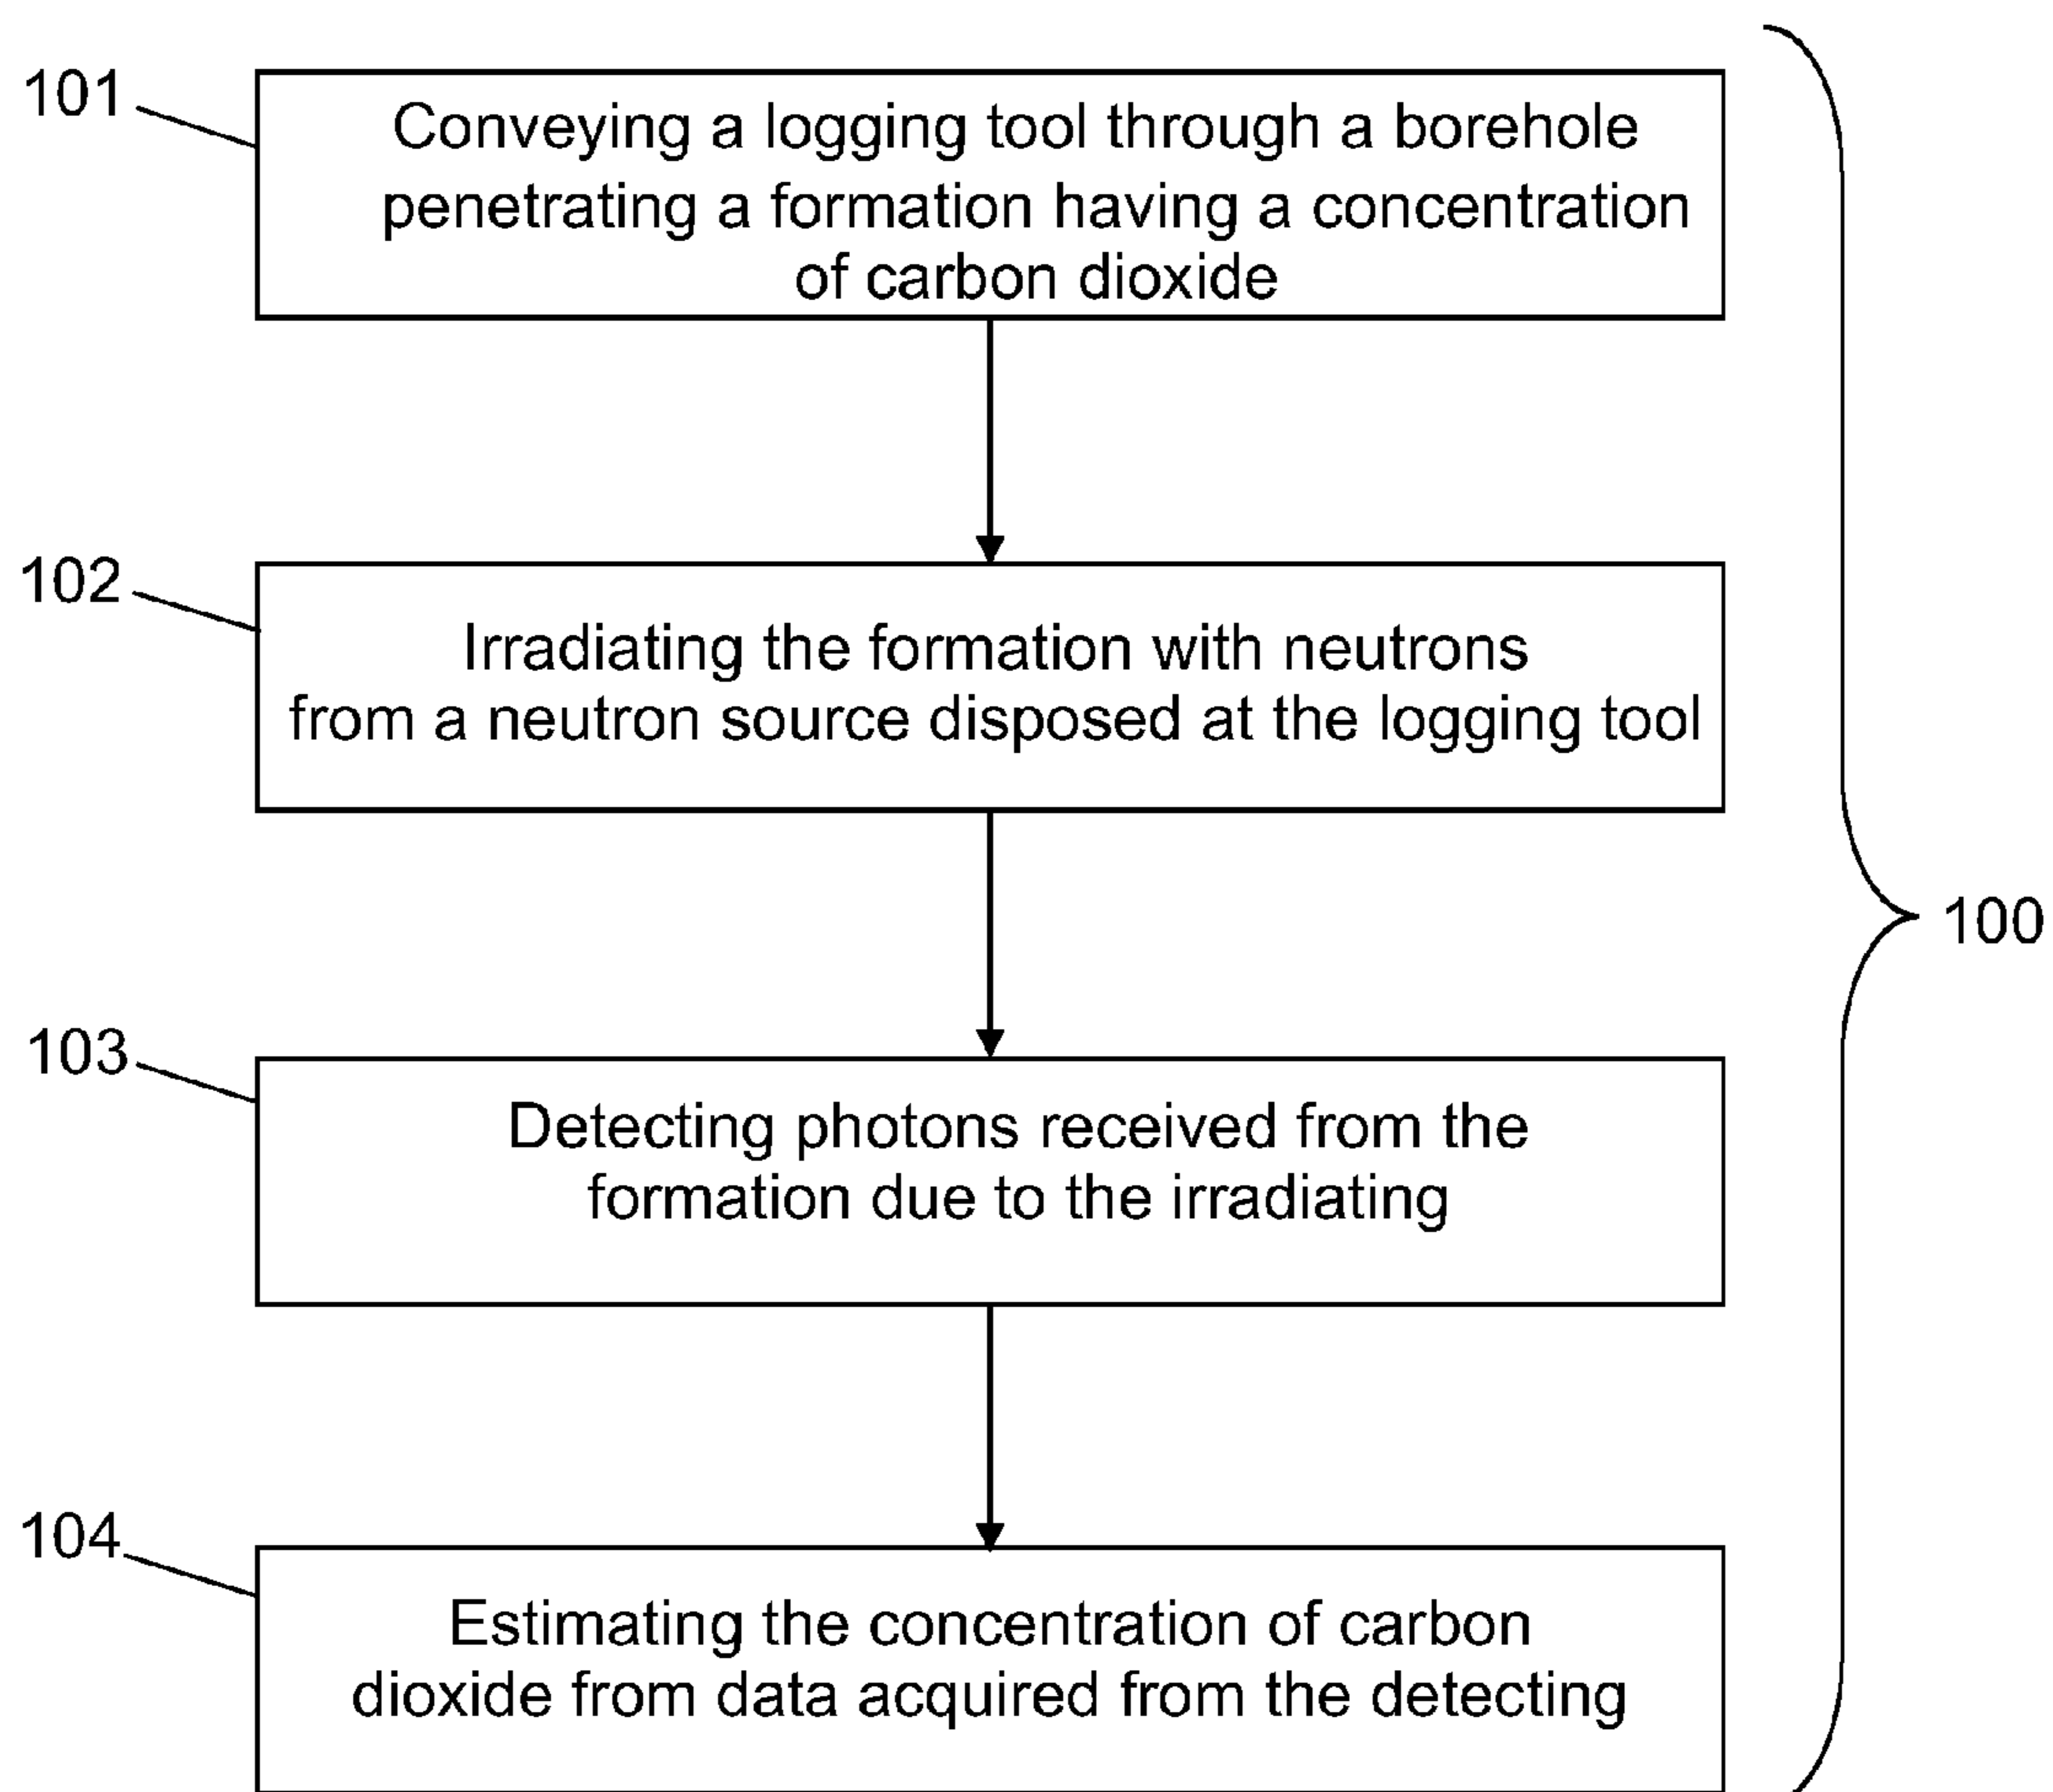 101
Conveying a logging tool through a borehole
penetrating a formation having a concentration
of carbon dioxide
102
Irradiating the formation with neutrons
from a neutron source disposed at the logging tool
100
103
Detecting photons received from the
formation due to the irradiating
104
Estimating the concentration of carbon
dioxide from data acquired from the detecting